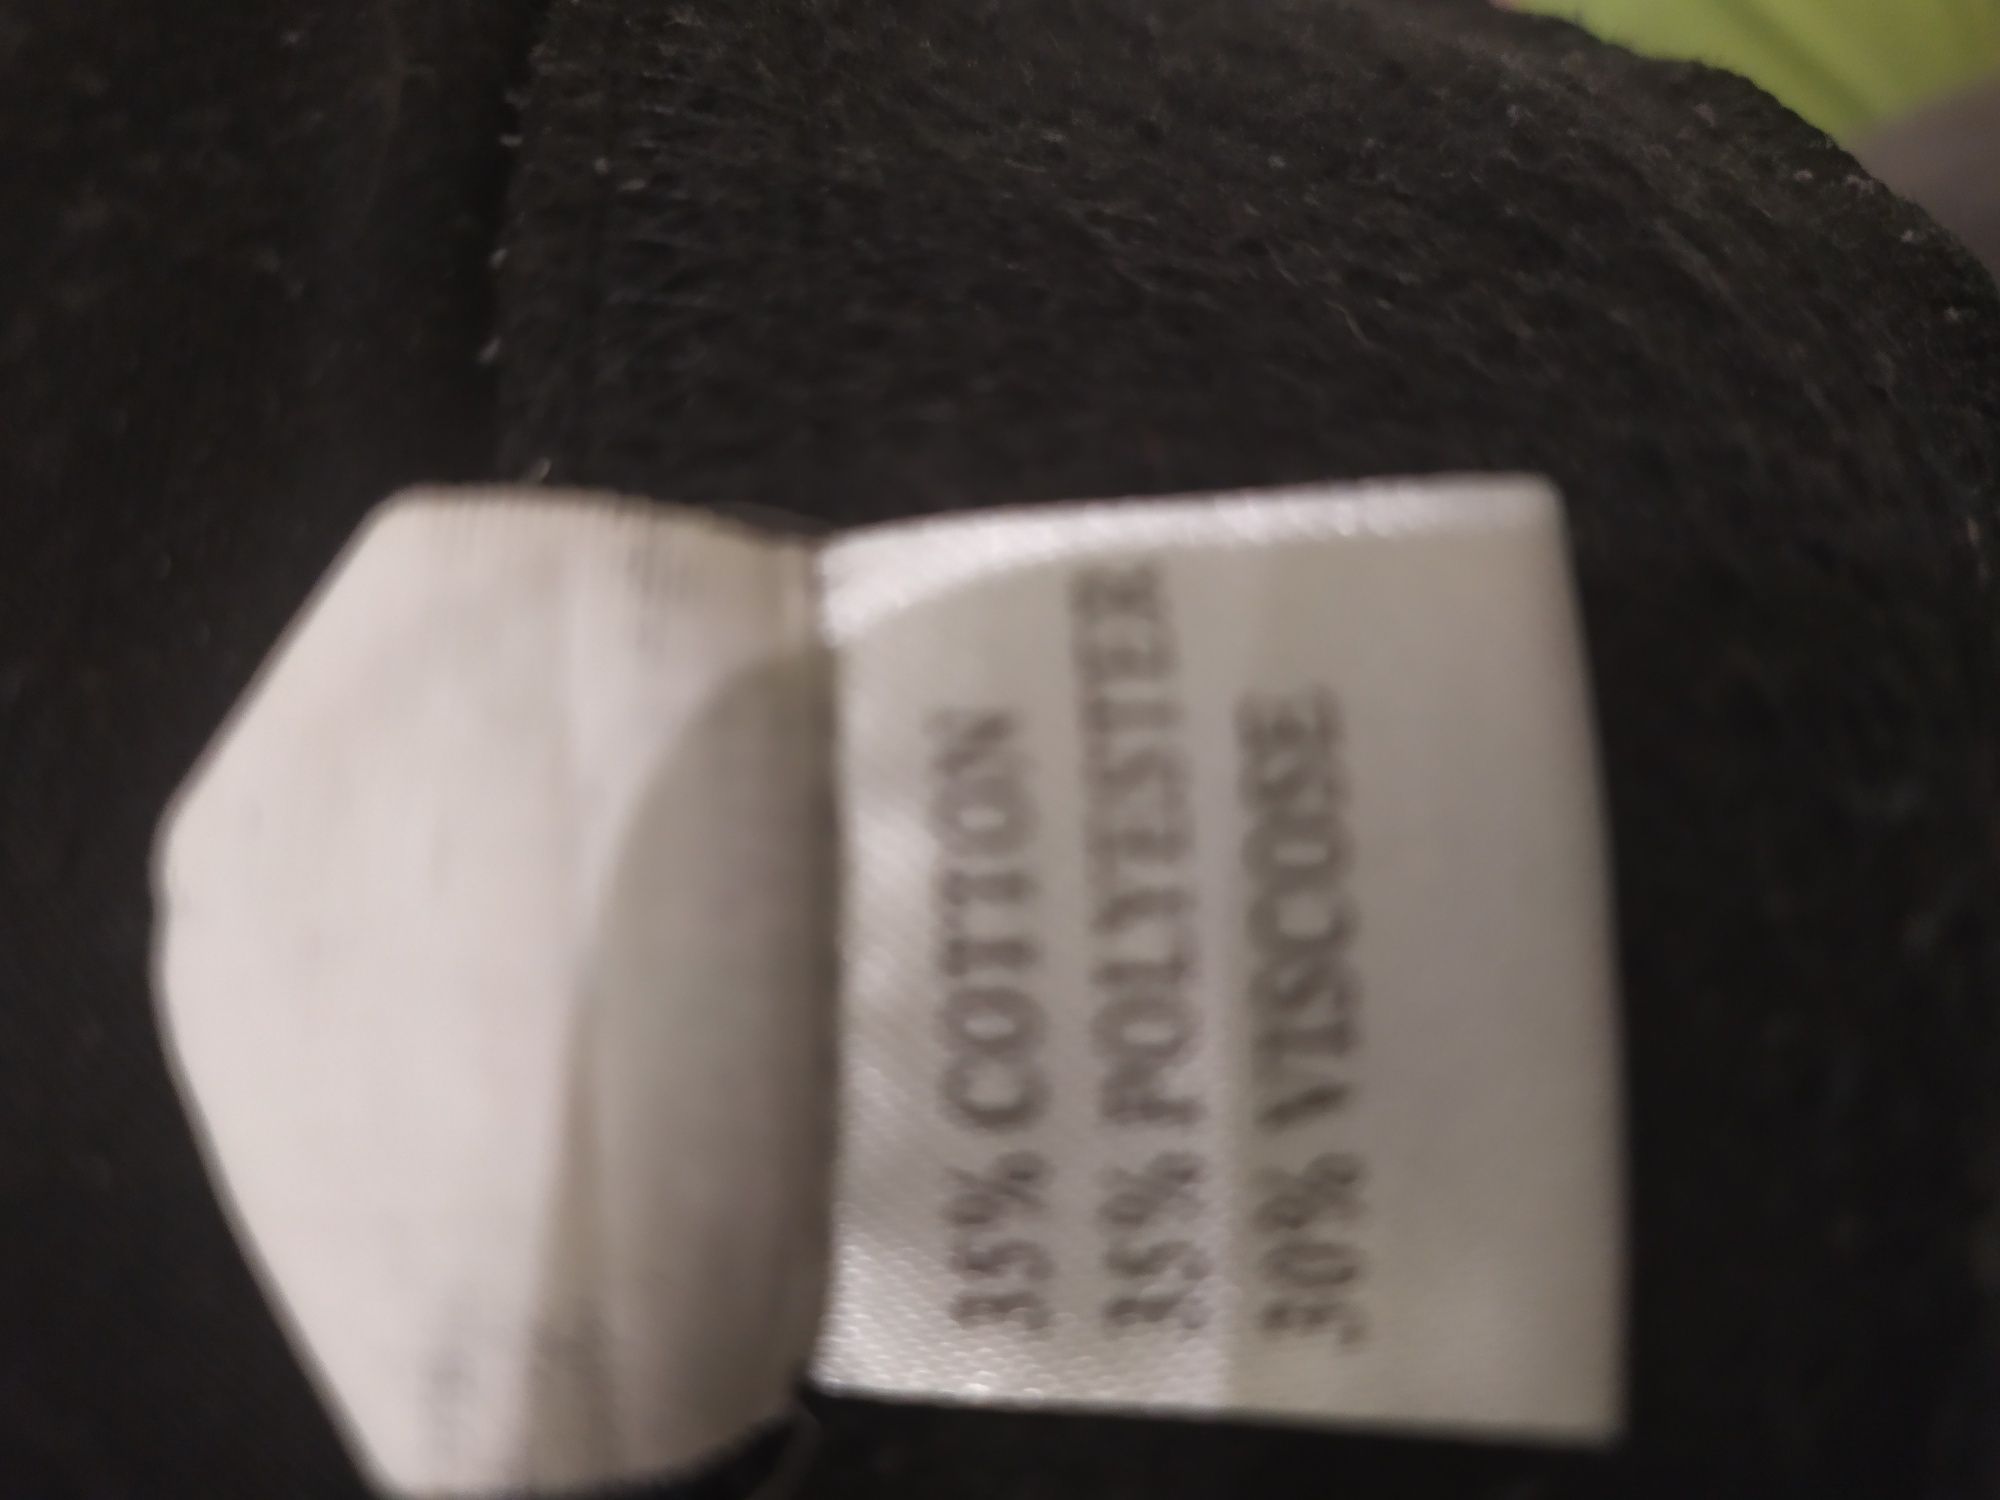 35% COTTON
35% POLYESTER
30% VISCOSE